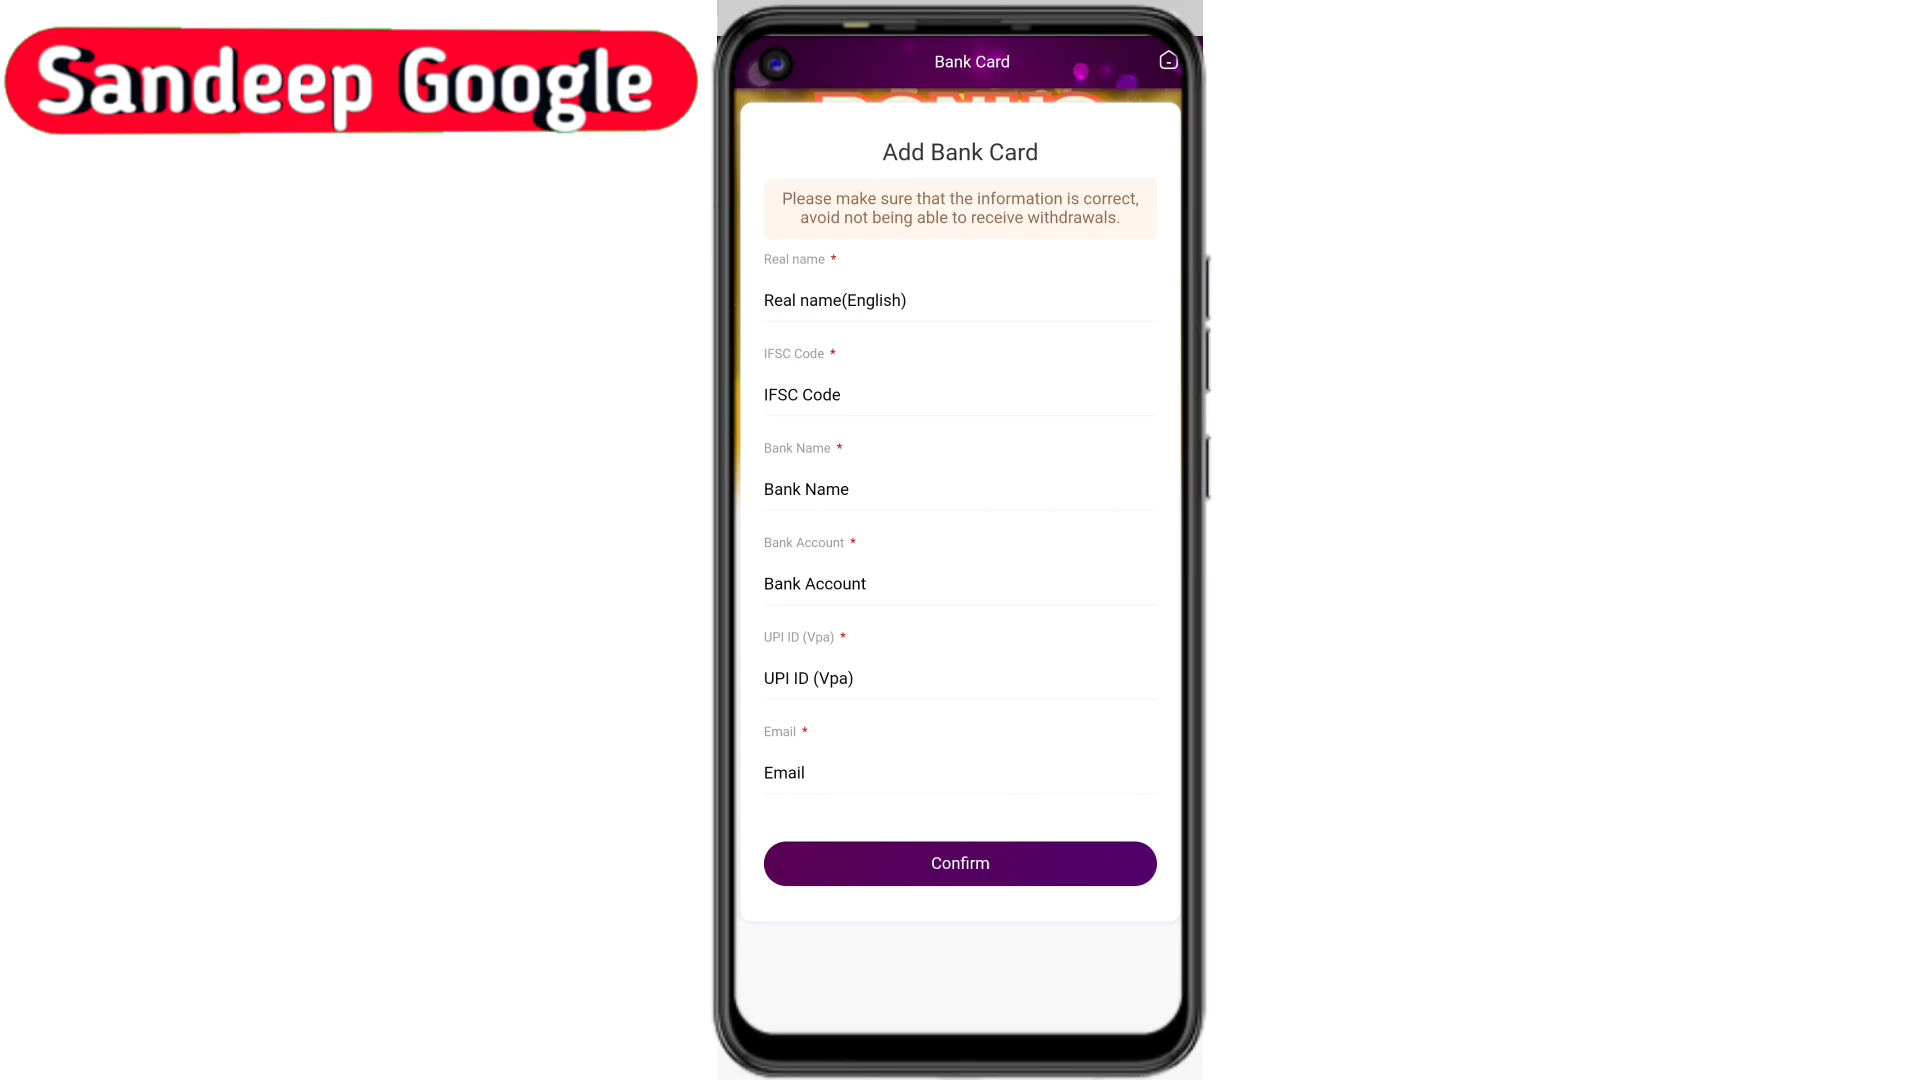 Sandeep Google
Bank Card
Add Bank Card
Please make sure that the information is correct,
avoid not being able to receive withdrawals.
Real name *
Real name(English)
IFSC Code *
IFSC Code
Bank Name *
Bank Name
Bank Account *
Bank Account
UPI ID (Vpa) *
UPI ID (Vpa)
Email *
Email
Confirm